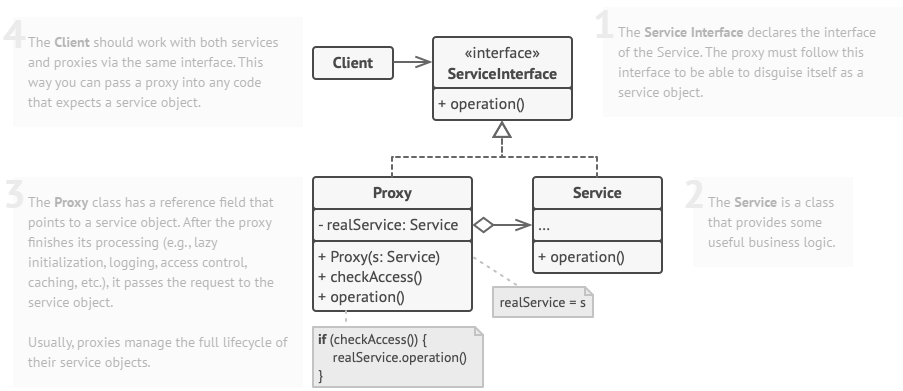 4
The Client should work with both services
and proxies via the same interface. This
way you can pass a proxy into any code
that expects a service object.
Client
«interface»
ServiceInterface
+ operation()
1
The Service Interface declares the interface
of the Service. The proxy must follow this
interface to be able to disguise itself as a
service object.
3
The Proxy class has a reference field that
points to a service object. After the proxy
finishes its processing (e.g., lazy
initialization, logging, access control,
caching, etc.), it passes the request to the
service object.
Usually, proxies manage the full lifecycle of
their service objects.
Proxy
- realService: Service
+ Proxy(s: Service)
+ checkAccess()
+ operation()
Service
...
+ operation()
2
The Service is a class
that provides some
useful business logic.
realService = s
if (checkAccess()) {
realService.operation()
}